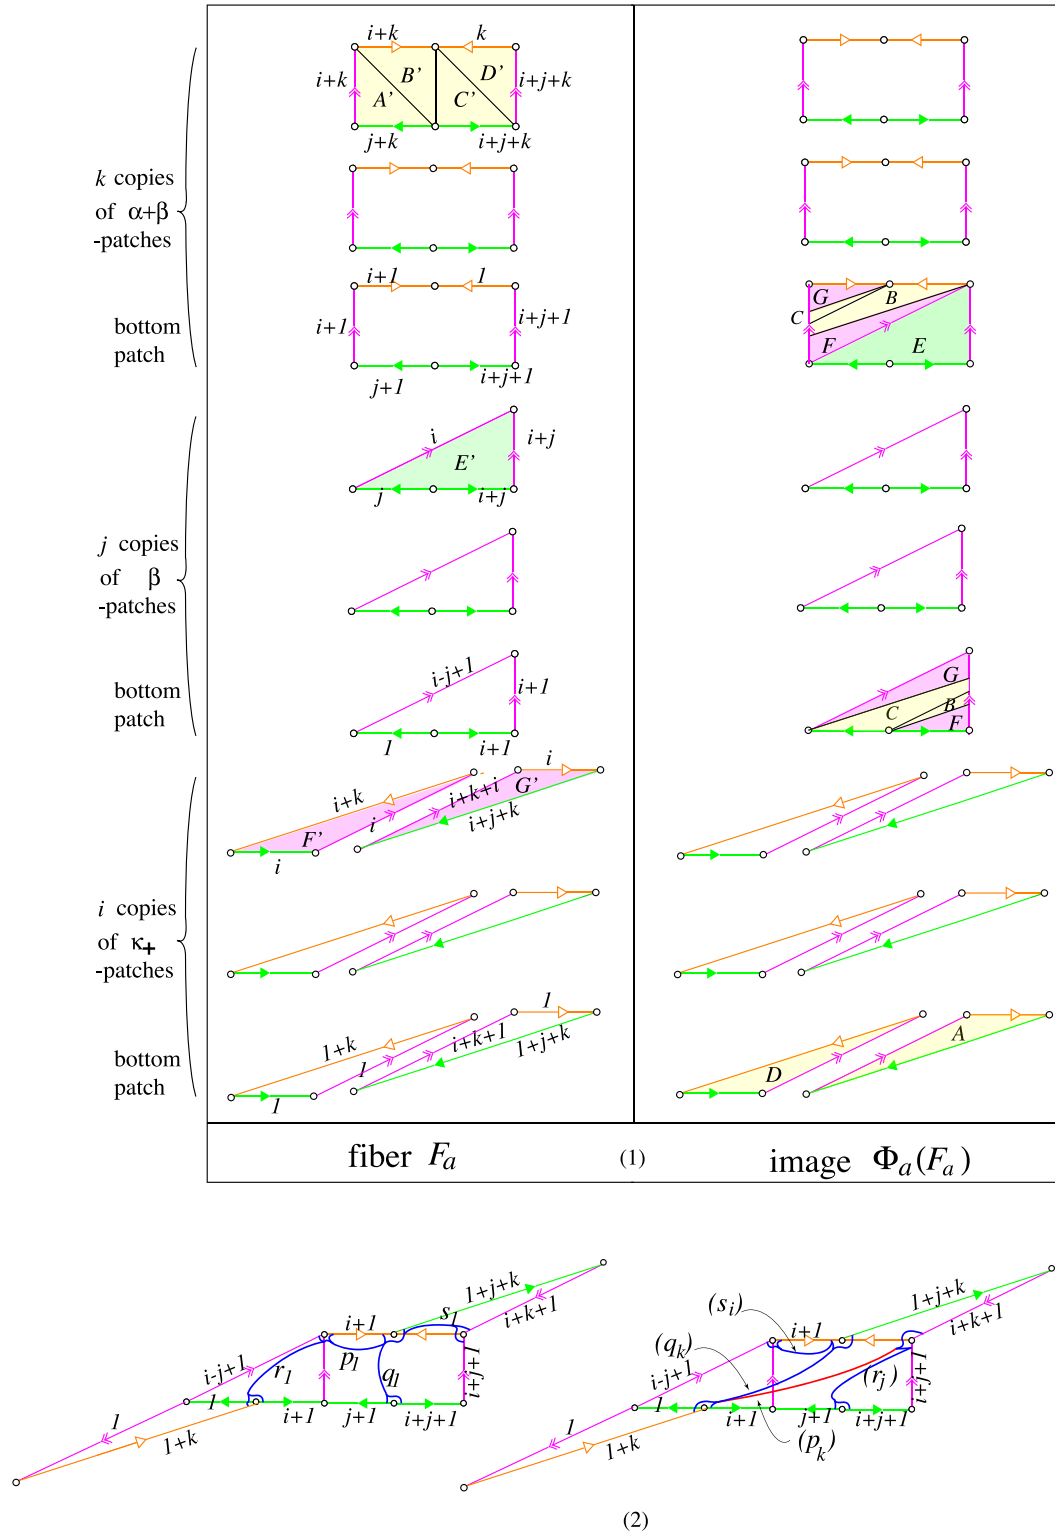 i+k
k
i+k
B'
D'
i+j+k
A'
C'
j+k
i+j+k
k copies
of α+β
-patches
i+1
1
G
B
C
bottom
patch
i+1
i+j+1
F
E
j+1
i+j+1
i
i+j
E'
j
i+j
j copies
of β
-patches
bottom
patch
i-j+1
i+1
1
i+1
G
C
B
F
i+k
i
i
i+k+i
G'
F'
i+j+k
i
i copies
of κ+
-patches
bottom
patch
1+k
1
1
i+k+1
1+j+k
1
A
D
fiber Fa
(1)
image Φa(Fa)
1+j+k
s1
i+k+1
i+1
i-j+1
r1
p1
q1
i+j+1
1
i+1
j+1
i+j+1
1
1+k
1+j+k
(si)
i+k+1
i+1
(qk)
i-j+1
(rj)
i+j+1
1
i+1
j+1
i+j+1
1
1+k
(pk)
(2)